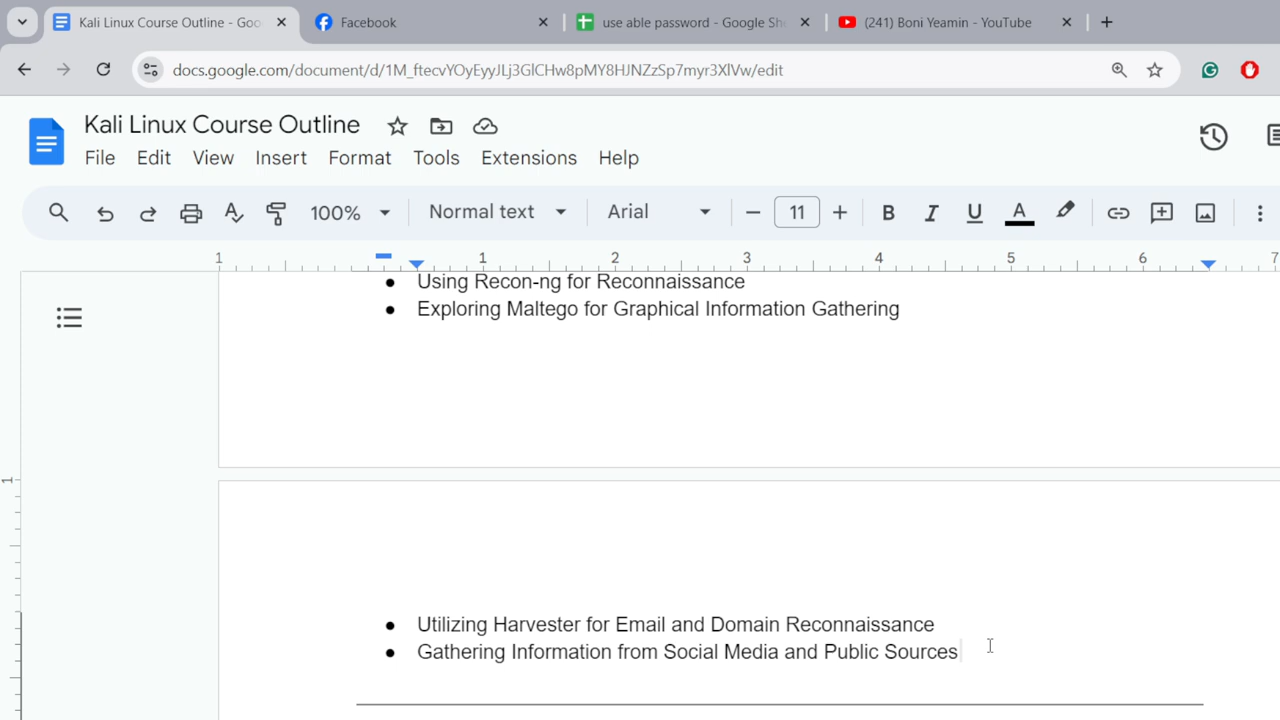 Kali Linux Course Outline - Goo
Facebook
use able password - Google She
(241) Boni Yeamin - YouTube
docs.google.com/document/d/1M_ftecvYOyEyyJLj3GlCHw8pMY8HJNZzSp7myr3XlVw/edit
Kali Linux Course Outline
File Edit View Insert Format Tools Extensions Help
100% Normal text Arial 11 B I U A
1 1 2 3 4 5 6 7
● Using Recon-ng for Reconnaissance
● Exploring Maltego for Graphical Information Gathering
1
● Utilizing Harvester for Email and Domain Reconnaissance
● Gathering Information from Social Media and Public Sources